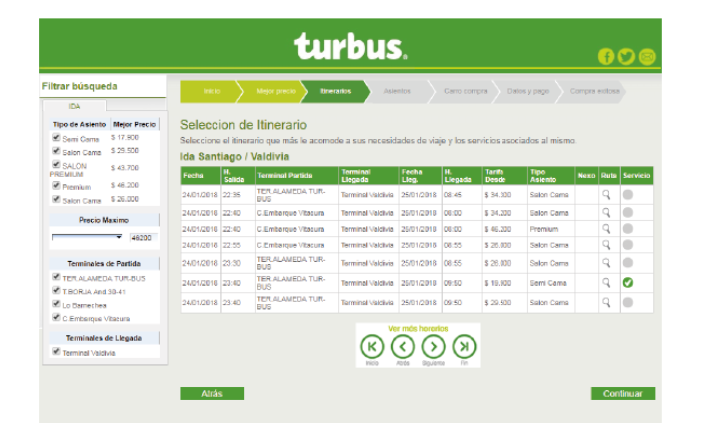 turbus.
Filtrar búsqueda
IDA
Tipo de Asiento Mejor Precio
Semi Cama $ 17,900
Salon Cama $ 25.500
SALON PREMIUM $ 43.700
Premium $ 46.200
Salon Cama $ 26.000
Precio Maximo
46200
Terminales de Partida
TER.ALAMEDA TUR-BUS
T.BORJA And 39-41
Lo Barnechea
C.Embarque Vitacura
Terminales de Llegada
Terminal Valdivia
Inicio Mejor precio Itinerarios Asientos Carro compra Datos y pago Compra exitosa
Seleccion de Itinerario
Seleccione el itinerario que más le acomode a sus necesidades de viaje y los servicios asociados al mismo.
Ida Santiago / Valdivia
Fecha H. Salida Terminal Partida Terminal Llegada Fecha Lleg. H. Llegada Tarifa Desde Tipo Asiento Nexo Ruta Servicio
24/01/2018 22:35 TER.ALAMEDA TUR-BUS Terminal Valdivia 25/01/2018 08:45 $ 34.000 Salon Cama
24/01/2018 22:40 C.Embarque Vitacura Terminal Valdivia 25/01/2018 08:00 $ 34.000 Salon Cama
24/01/2018 22:40 C.Embarque Vitacura Terminal Valdivia 25/01/2018 08:00 $ 46.200 Premium
24/01/2018 22:55 C.Embarque Vitacura Terminal Valdivia 25/01/2018 08:55 $ 26.000 Salon Cama
24/01/2018 23:30 TER.ALAMEDA TUR-BUS Terminal Valdivia 25/01/2018 08:55 $ 26.000 Salon Cama
24/01/2018 23:40 TER.ALAMEDA TUR-BUS Terminal Valdivia 25/01/2018 09:50 $ 19.900 Semi Cama
24/01/2018 23:40 TER.ALAMEDA TUR-BUS Terminal Valdivia 25/01/2018 09:50 $ 29.500 Salon Cama
Ver más horarios
Inicio Atrás Siguiente Fin
Atrás Continuar